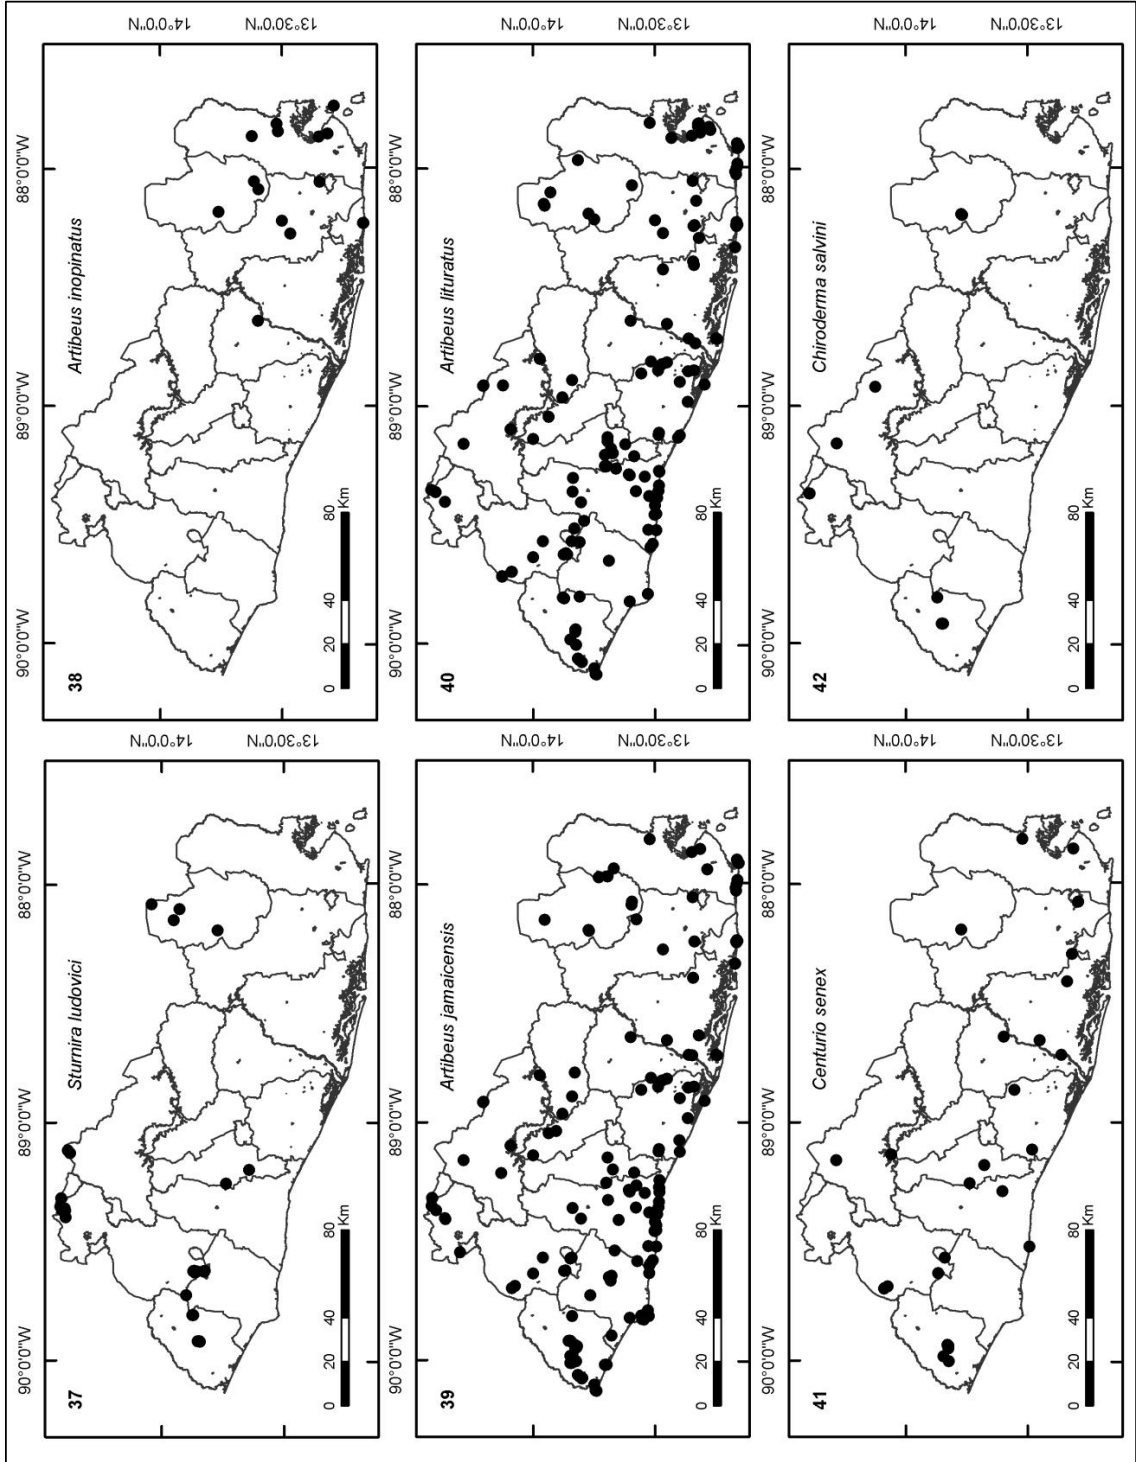 90°0'0"W 89°0'0"W 88°0'0"W
37
Sturnira ludovici
14°0'0"N
13°30'0"N
0 20 40 80 Km
90°0'0"W 89°0'0"W 88°0'0"W
38
Artibeus inopinatus
14°0'0"N
13°30'0"N
0 20 40 80 Km
90°0'0"W 89°0'0"W 88°0'0"W
39
Artibeus jamaicensis
14°0'0"N
13°30'0"N
0 20 40 80 Km
90°0'0"W 89°0'0"W 88°0'0"W
40
Artibeus lituratus
14°0'0"N
13°30'0"N
0 20 40 80 Km
90°0'0"W 89°0'0"W 88°0'0"W
41
Centurio senex
14°0'0"N
13°30'0"N
0 20 40 80 Km
90°0'0"W 89°0'0"W 88°0'0"W
42
Chiroderma salvini
14°0'0"N
13°30'0"N
0 20 40 80 Km